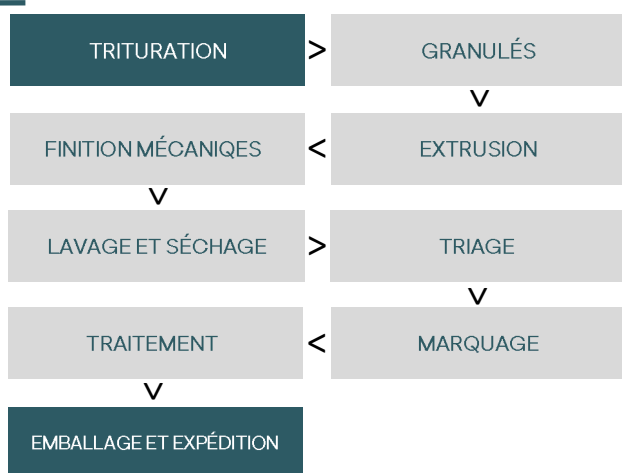 TRITURATION > GRANULÉS
>
FINITION MÉCANIQES < EXTRUSION
>
LAVAGE ET SÉCHAGE > TRIAGE
>
TRAITEMENT < MARQUAGE
>
EMBALLAGE ET EXPÉDITION